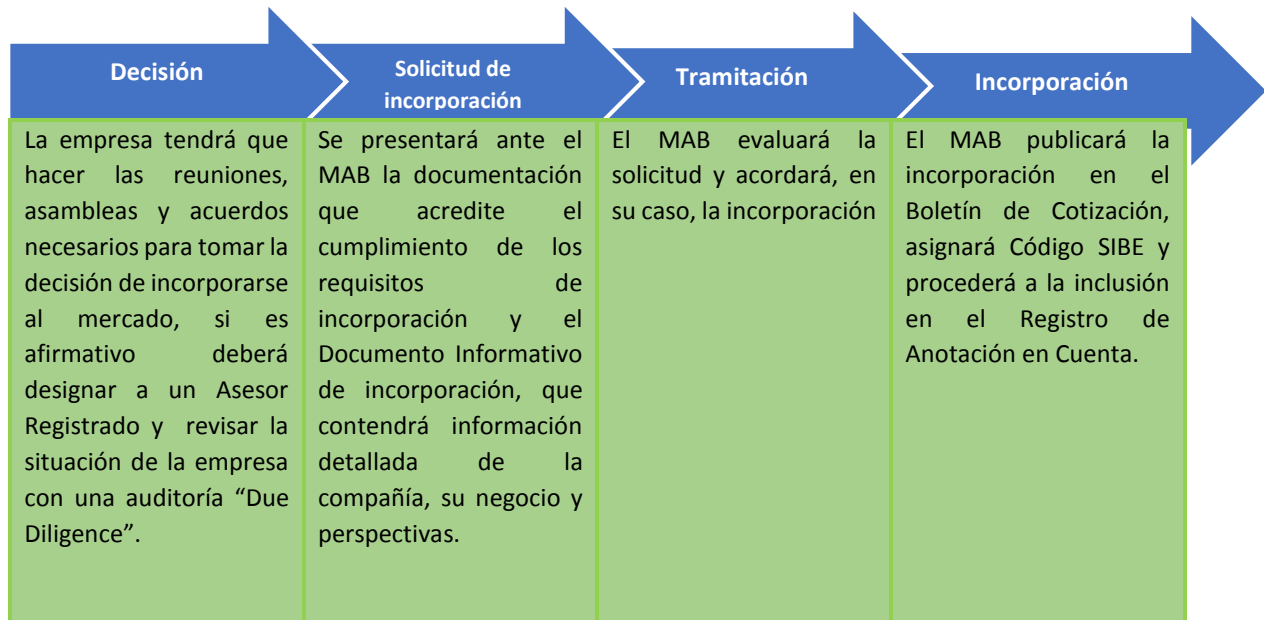 Decisión
Solicitud de
incorporación
Tramitación
Incorporación
La empresa tendrá que
hacer las reuniones,
asambleas y acuerdos
necesarios para tomar la
decisión de incorporarse
al mercado, si es
afirmativo deberá
designar a un Asesor
Registrado y revisar la
situación de la empresa
con una auditoría “Due
Diligence”.
Se presentará ante el
MAB la documentación
que acredite el
cumplimiento de los
requisitos de
incorporación y el
Documento Informativo
de incorporación, que
contendrá información
detallada de la
compañía, su negocio y
perspectivas.
El MAB evaluará la
solicitud y acordará, en
su caso, la incorporación
El MAB publicará la
incorporación en el
Boletín de Cotización,
asignará Código SIBE y
procederá a la inclusión
en el Registro de
Anotación en Cuenta.